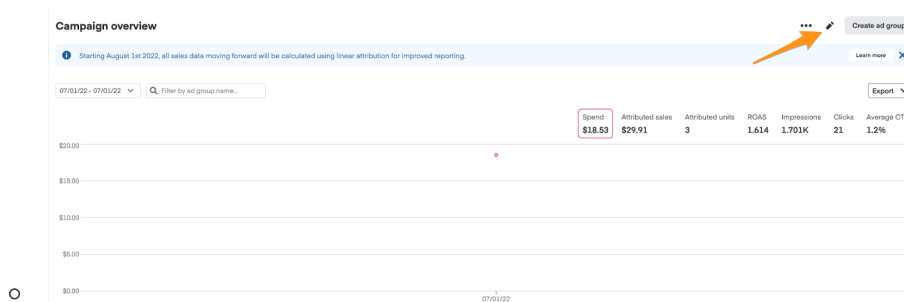 Campaign overview
Create ad group
Starting August 1st 2022, all sales data moving forward will be calculated using linear attribution for improved reporting.
Learn more
07/01/22 - 07/01/22
Filter by ad group name...
Export
Spend Attributed sales Attributed units ROAS Impressions Clicks Average CT
$18.53 $29.91 3 1.614 1.701K 21 1.2%
$20.00
$15.00
$10.00
$5.00
$0.00
07/01/22